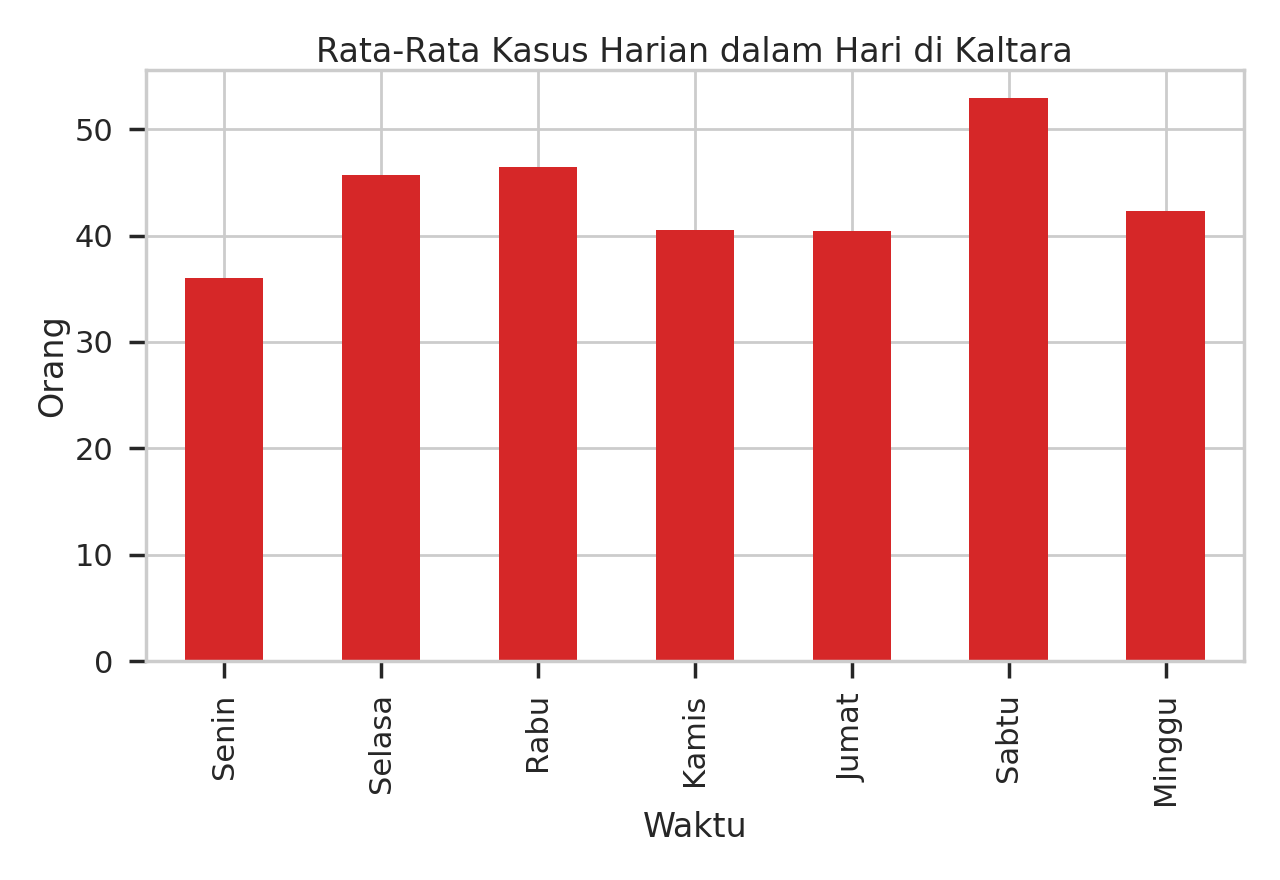 Rata-Rata Kasus Harian dalam Hari di Kaltara
50
40
30
20
10
0
Orang
Senin
Selasa
Rabu
Kamis
Jumat
Sabtu
Minggu
Waktu